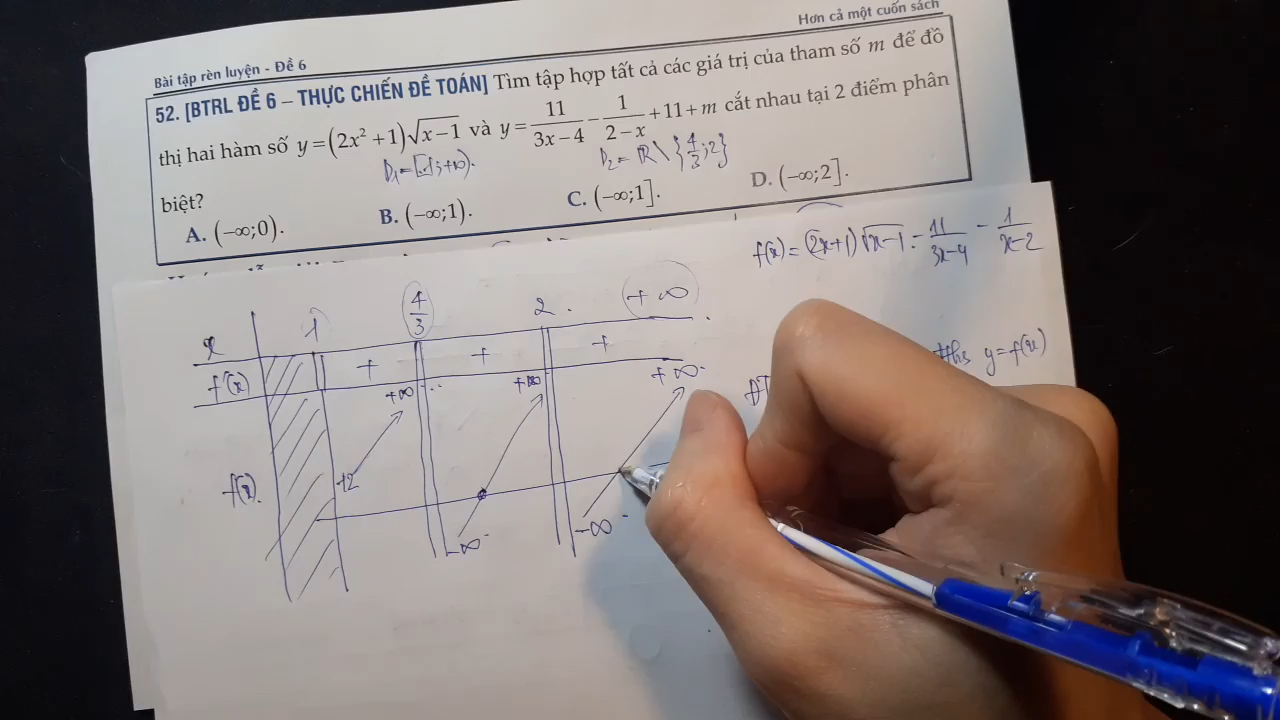 Hơn cả một cuốn sách
Bài tập rèn luyện - Đề 6
52. [BTRL ĐỀ 6 – THỰC CHIẾN ĐỀ TOÁN] Tìm tập hợp tất cả các giá trị của tham số m để đồ
thị hai hàm số y=(2x²+1)√(x-1) và y=11/(3x-4) - 1/(2-x) +11+m cắt nhau tại 2 điểm phân
D₁=[1;+∞). D₂= ℝ\{4/3;2}
biệt?
A. (-∞;0). B. (-∞;1). C. (-∞;1]. D. (-∞;2].
f(x)= (2x+1)√(x-1) - 11/(3x-4) - 1/(x-2)
x 1 4/3 2 +∞
f'(x) + + +
+∞ +∞ +∞
y=f(x)
f(x) +2
-∞ -∞